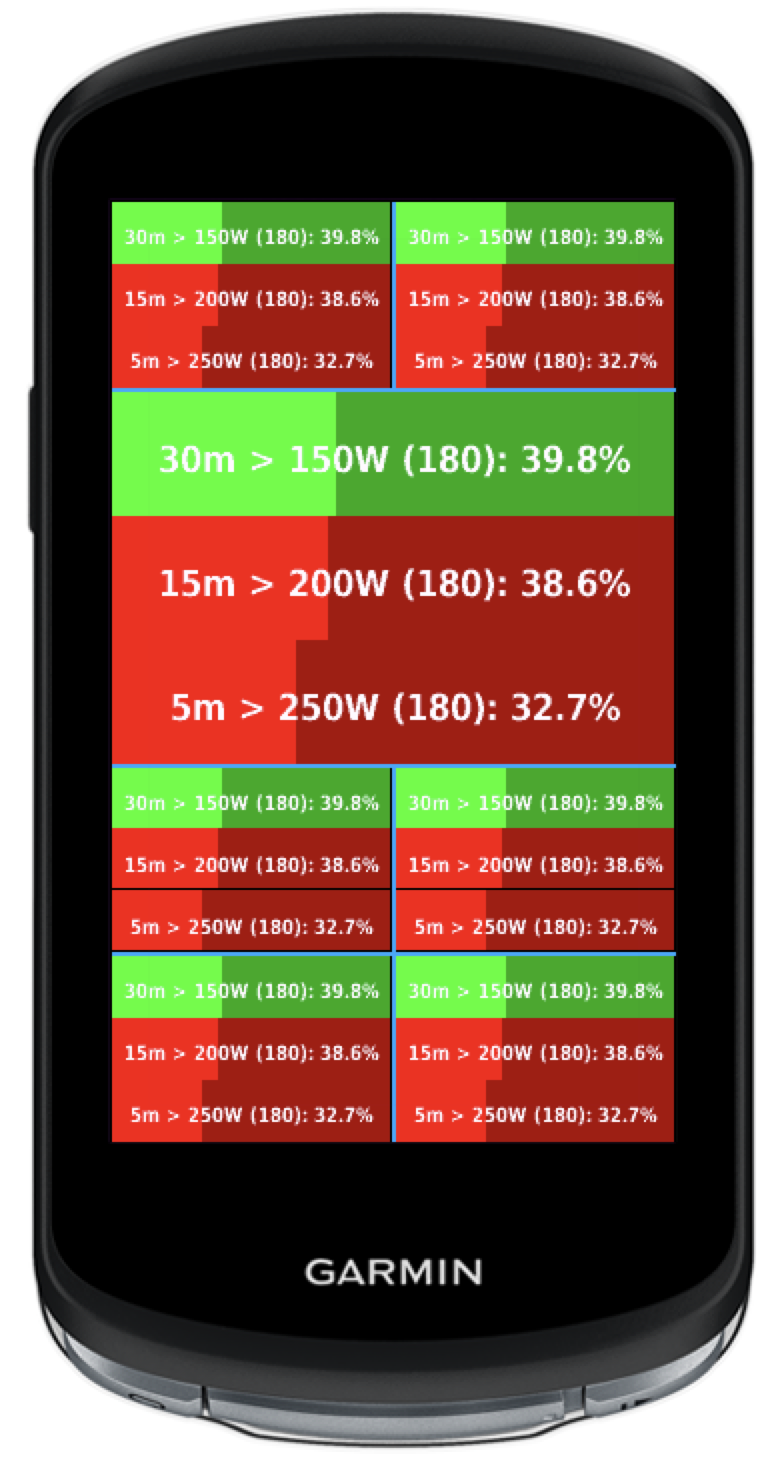 30m > 150W (180): 39.8% 30m > 150W (180): 39.8%
15m > 200W (180): 38.6% 15m > 200W (180): 38.6%
5m > 250W (180): 32.7% 5m > 250W (180): 32.7%
30m > 150W (180): 39.8%
15m > 200W (180): 38.6%
5m > 250W (180): 32.7%
30m > 150W (180): 39.8% 30m > 150W (180): 39.8%
15m > 200W (180): 38.6% 15m > 200W (180): 38.6%
5m > 250W (180): 32.7% 5m > 250W (180): 32.7%
30m > 150W (180): 39.8% 30m > 150W (180): 39.8%
15m > 200W (180): 38.6% 15m > 200W (180): 38.6%
5m > 250W (180): 32.7% 5m > 250W (180): 32.7%
GARMIN